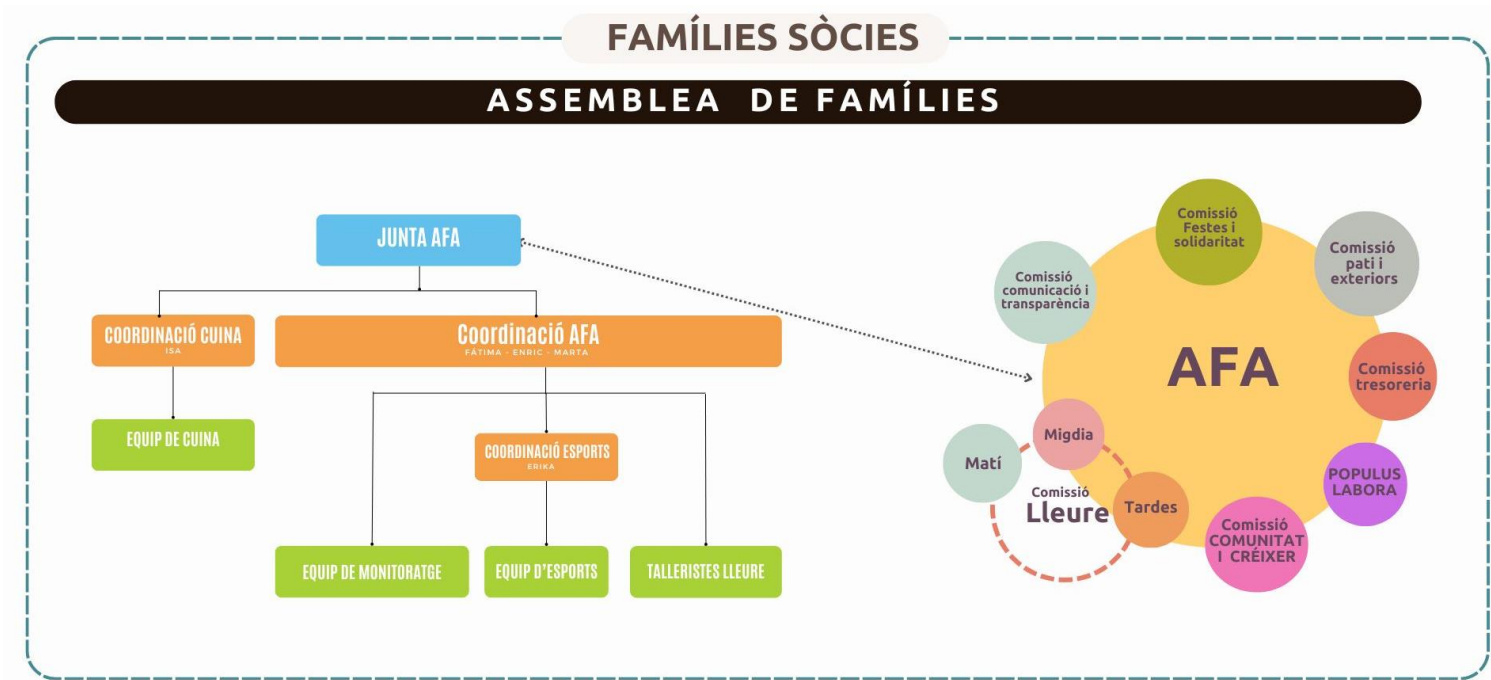 FAMÍLIES SÒCIES
ASSEMBLEA DE FAMÍLIES
JUNTA AFA
COORDINACIÓ CUINA
ISA
Coordinació AFA
FÁTIMA - ENRIC - MARTA
EQUIP DE CUINA
COORDINACIÓ ESPORTS
ERIKA
EQUIP DE MONITORATGE
EQUIP D'ESPORTS
TALLERISTES LLEURE
Comissió
Festes i
solidaritat
Comissió
pati i
exteriors
Comissió
comunicació i
transparència
AFA
Comissió
tresoreria
Migdia
Matí
Comissió
Lleure
Tardes
POPULUS
LABORA
Comissió
COMUNITAT
I CRÉIXER